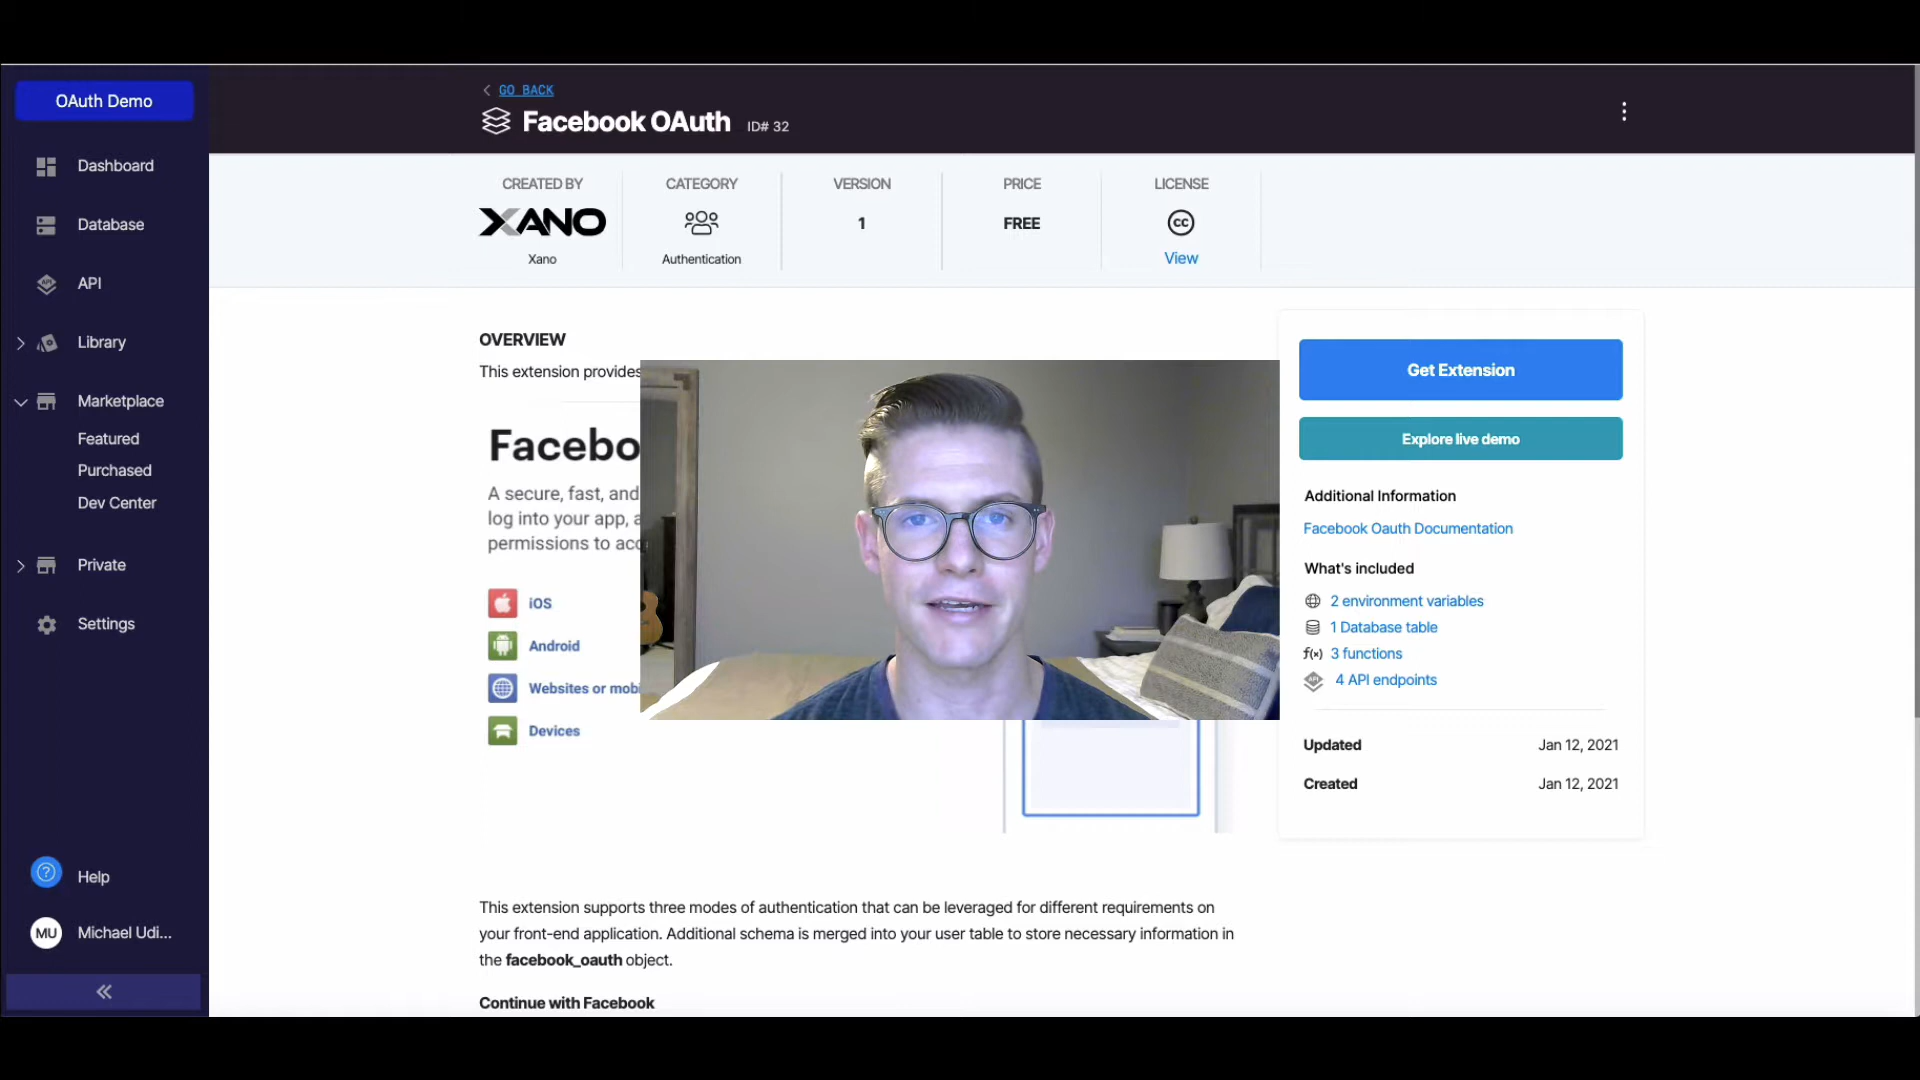 OAuth Demo
Dashboard
Database
API
Library
Marketplace
Featured
Purchased
Dev Center
Private
Settings
Help
MU
Michael Udi...
GO BACK
Facebook OAuth ID# 32
CREATED BY
XANO
Xano
CATEGORY
Authentication
VERSION
1
PRICE
FREE
LICENSE
cc
View
OVERVIEW
This extension provides
Facebo
A secure, fast, and
log into your app, a
permissions to acc
iOS
Android
Websites or mobi
Devices
This extension supports three modes of authentication that can be leveraged for different requirements on
your front-end application. Additional schema is merged into your user table to store necessary information in
the facebook_oauth object.
Continue with Facebook
Get Extension
Explore live demo
Additional Information
Facebook Oauth Documentation
What's included
2 environment variables
1 Database table
f(x) 3 functions
4 API endpoints
Updated Jan 12, 2021
Created Jan 12, 2021